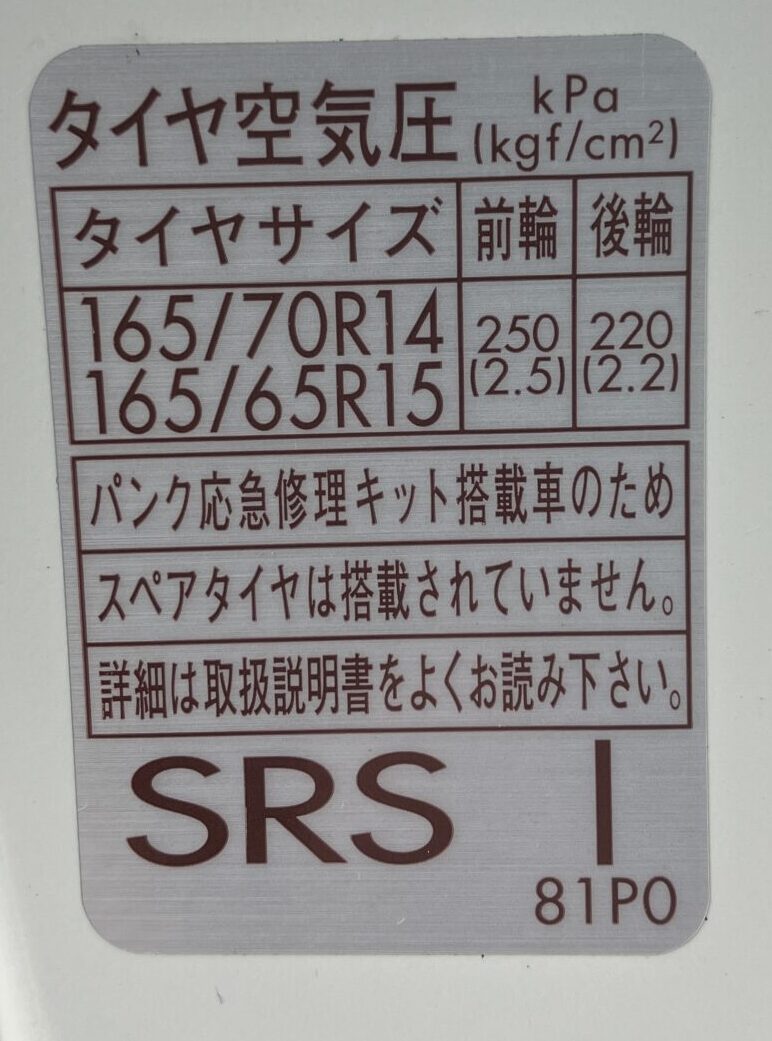 タイヤ空気圧 kPa (kgf/cm²)
タイヤサイズ 前輪 後輪
165/70R14 250 220
165/65R15 (2.5) (2.2)
パンク応急修理キット搭載車のため
スペアタイヤは搭載されていません。
詳細は取扱説明書をよくお読み下さい。
SRS I
81P0